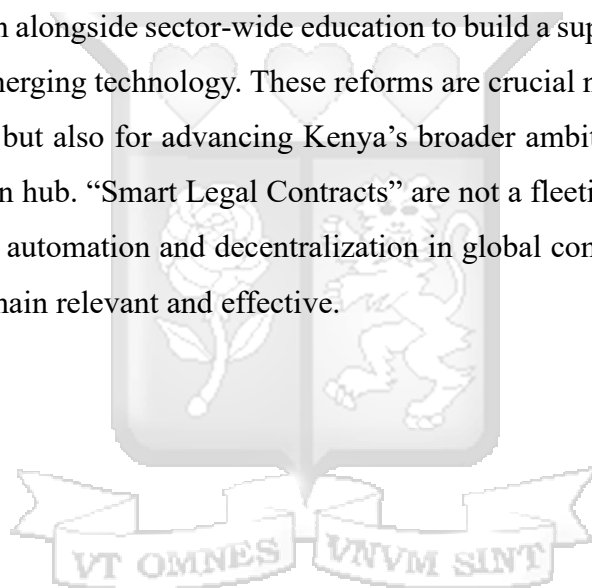 n alongside sector-wide education to build a sup
merging technology. These reforms are crucial n
but also for advancing Kenya’s broader ambit
n hub. “Smart Legal Contracts” are not a fleeti
automation and decentralization in global con
main relevant and effective.
VT OMNES VNVM SINT